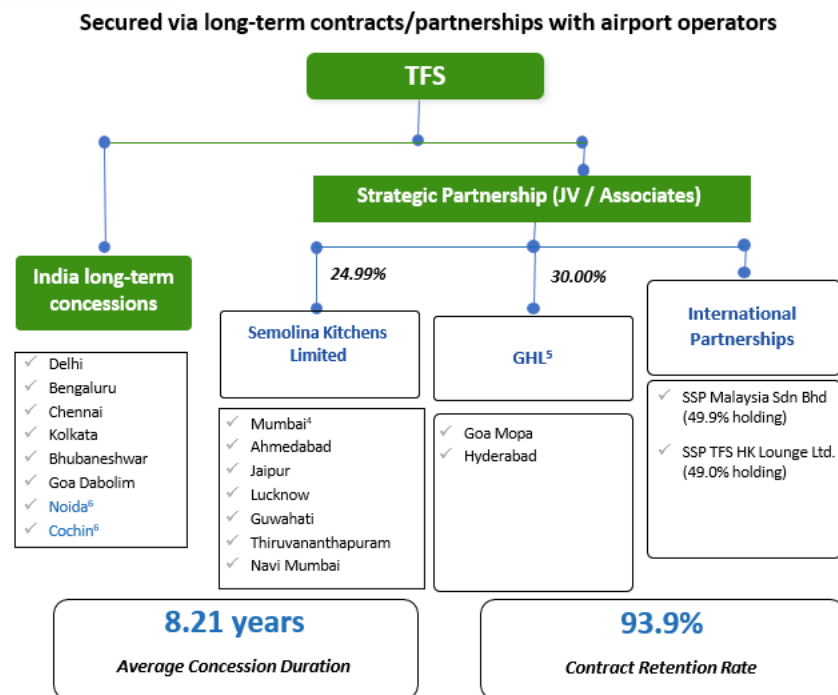 Secured via long-term contracts/partnerships with airport operators
TFS
Strategic Partnership (JV / Associates)
India long-term
concessions
24.99%
30.00%
Semolina Kitchens
Limited
GHL⁵
International
Partnerships
Delhi
Bengaluru
Chennai
Kolkata
Bhubaneshwar
Goa Dabolim
Noida⁶
Cochin⁶
Mumbai⁴
Ahmedabad
Jaipur
Lucknow
Guwahati
Thiruvananthapuram
Navi Mumbai
Goa Mopa
Hyderabad
SSP Malaysia Sdn Bhd
(49.9% holding)
SSP TFS HK Lounge Ltd.
(49.0% holding)
8.21 years
Average Concession Duration
93.9%
Contract Retention Rate